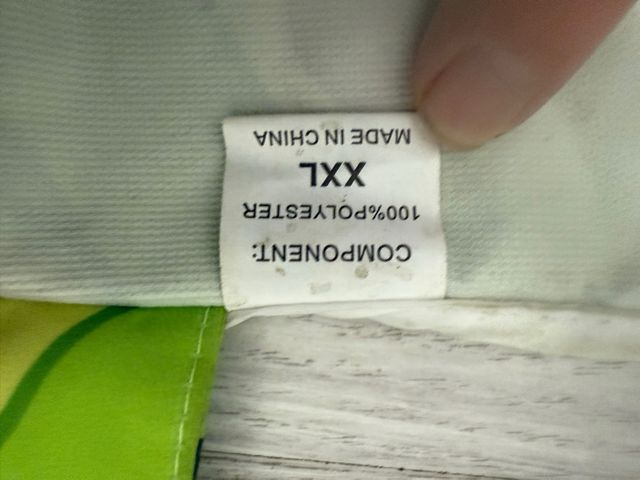 COMPONENT:
100%POLYESTER
XXL
MADE IN CHINA